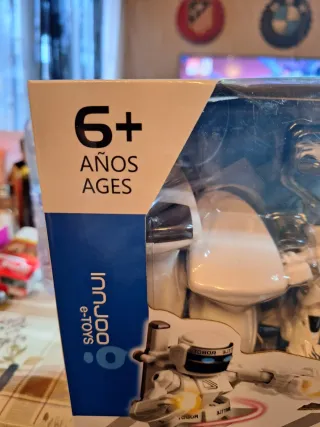 6+
AÑOS
AGES
INNJOO
e-TOYS